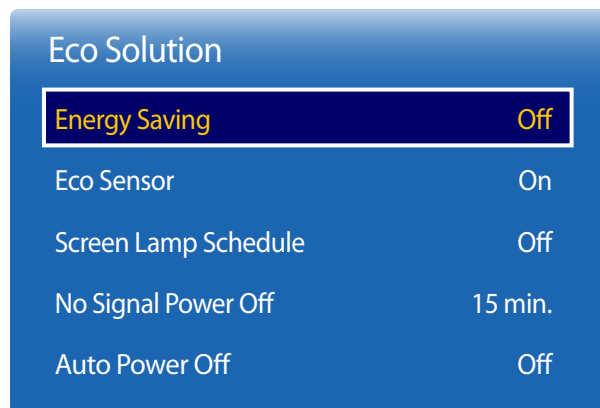 Eco Solution
Energy Saving Off
Eco Sensor On
Screen Lamp Schedule Off
No Signal Power Off 15 min.
Auto Power Off Off